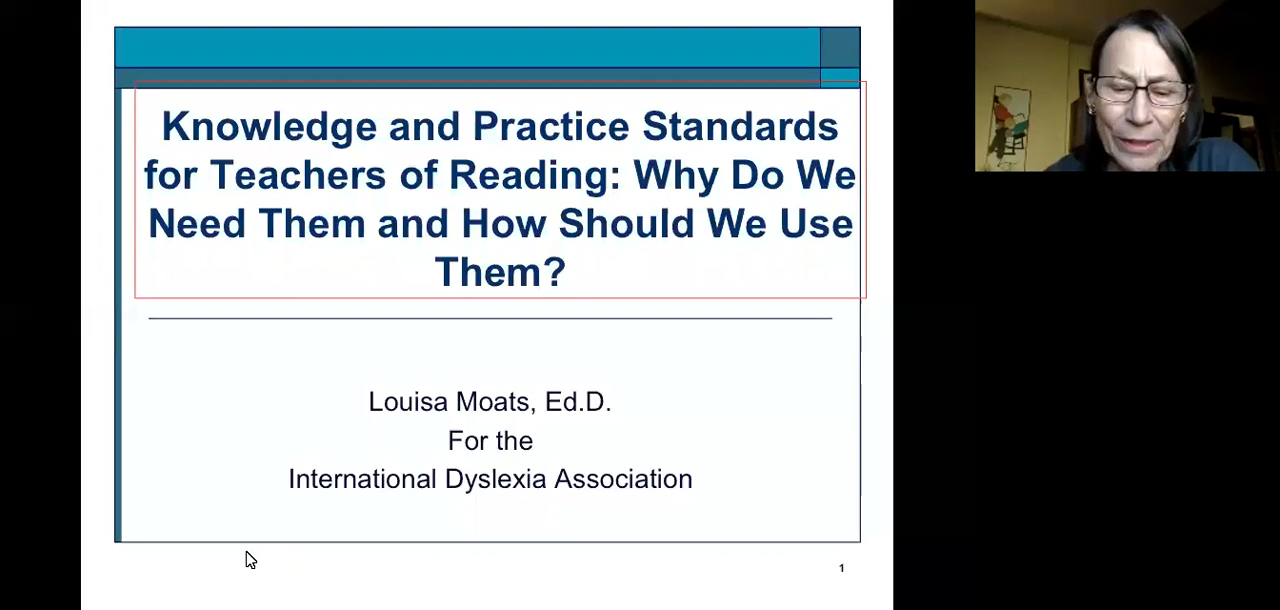 Knowledge and Practice Standards
for Teachers of Reading: Why Do We
Need Them and How Should We Use
Them?
Louisa Moats, Ed.D.
For the
International Dyslexia Association
1